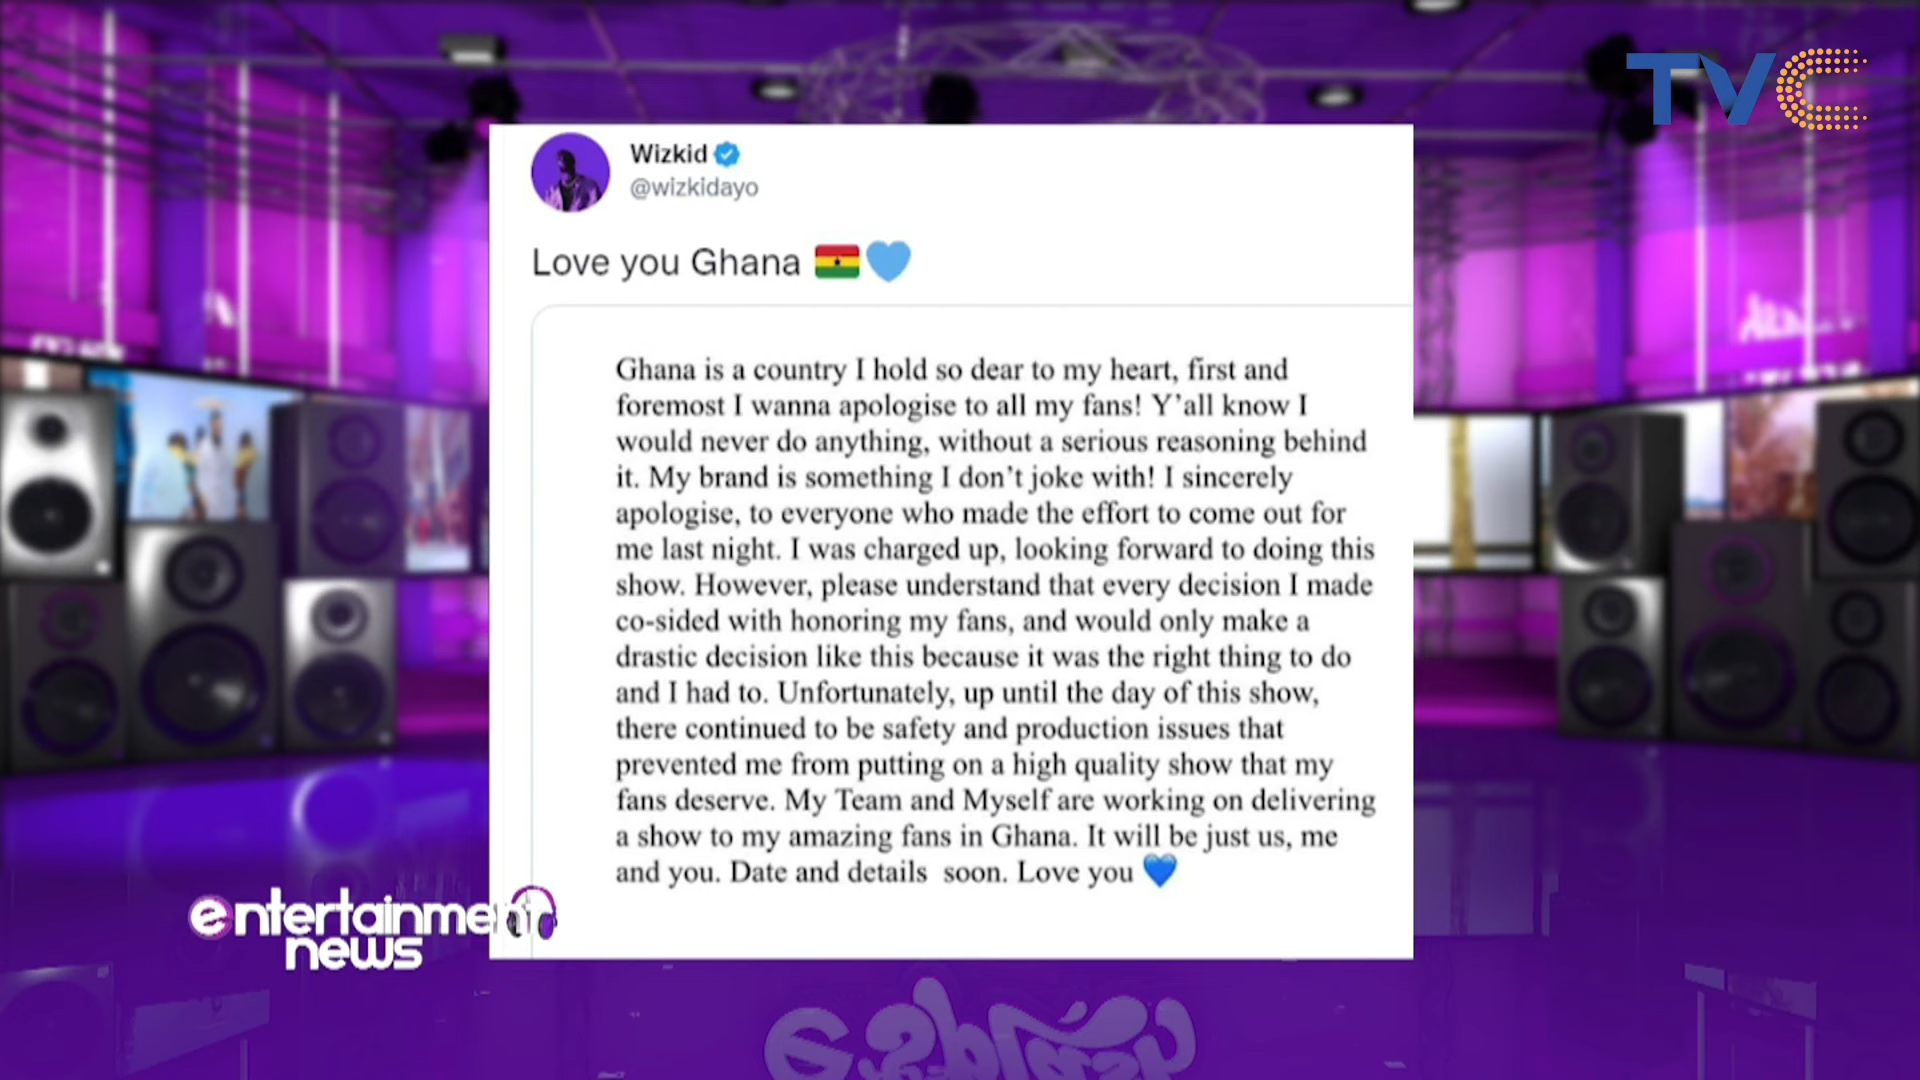 TVC
Wizkid
@wizkidayo
Love you Ghana 🇬🇭💙
Ghana is a country I hold so dear to my heart, first and
foremost I wanna apologise to all my fans! Y’all know I
would never do anything, without a serious reasoning behind
it. My brand is something I don’t joke with! I sincerely
apologise, to everyone who made the effort to come out for
me last night. I was charged up, looking forward to doing this
show. However, please understand that every decision I made
co-sided with honoring my fans, and would only make a
drastic decision like this because it was the right thing to do
and I had to. Unfortunately, up until the day of this show,
there continued to be safety and production issues that
prevented me from putting on a high quality show that my
fans deserve. My Team and Myself are working on delivering
a show to my amazing fans in Ghana. It will be just us, me
and you. Date and details  soon. Love you 💙
entertainment
news